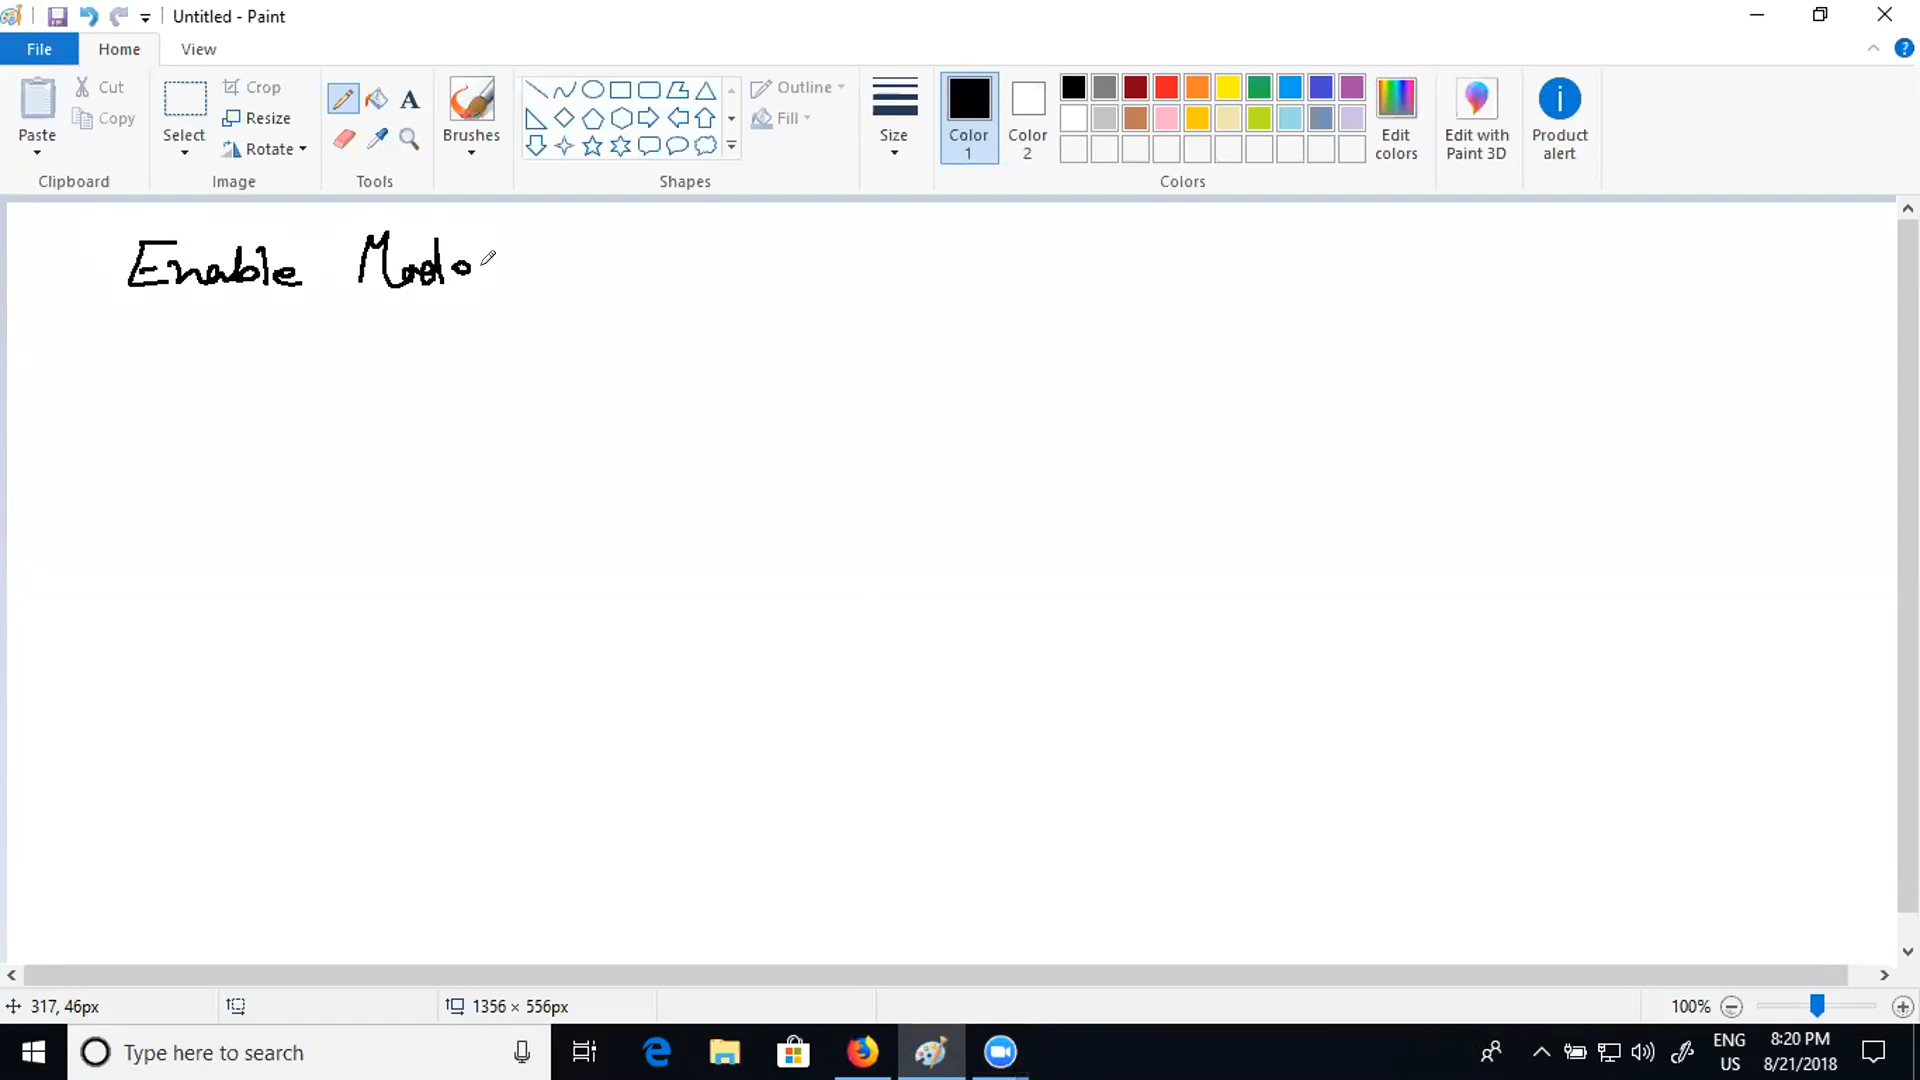 Untitled - Paint
File Home View
Paste
Cut
Copy
Clipboard
Select
Crop
Resize
Rotate
Image
A
Tools
Brushes
Shapes
Outline
Fill
Size
Color 1
Color 2
Edit colors
Colors
Edit with Paint 3D
Product alert
Enable Mado
317, 46px
1356 × 556px
100%
Type here to search
ENG
US
8:20 PM
8/21/2018